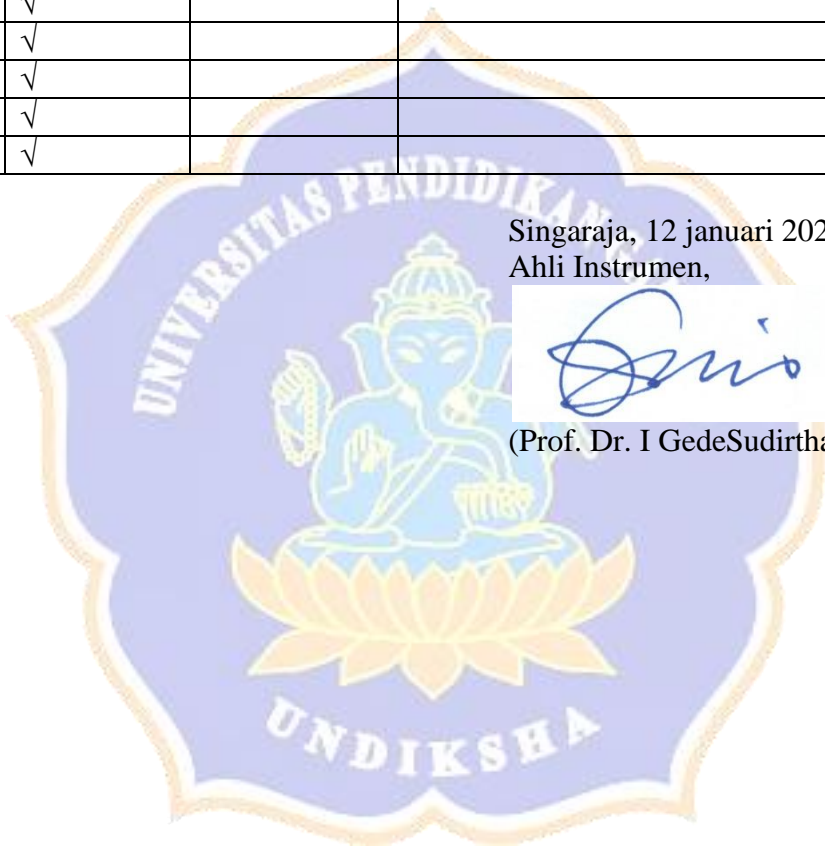 √
√
√
√
√
Singaraja, 12 januari 202
Ahli Instrumen,
(Prof. Dr. I GedeSudirtha
UNIVERSITAS PENDIDIKAN
UNDIKSHA